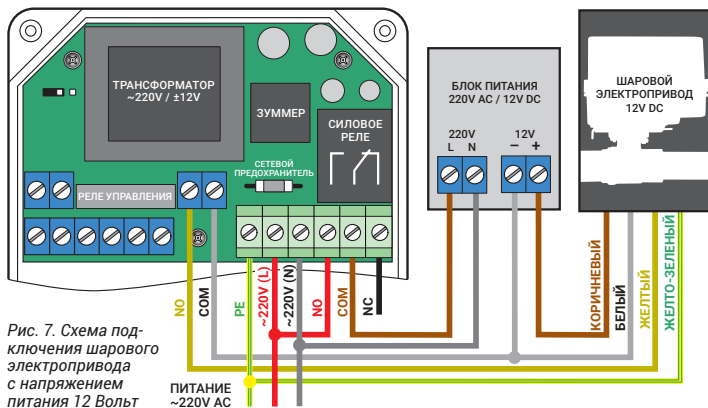 ТРАНСФОРМАТОР
~220V / ±12V
ЗУММЕР
СИЛОВОЕ
РЕЛЕ
СЕТЕВОЙ
ПРЕДОХРАНИТЕЛЬ
РЕЛЕ УПРАВЛЕНИЯ
БЛОК ПИТАНИЯ
220V AC / 12V DC
220V
L N
12V
– +
ШАРОВОЙ
ЭЛЕКТРОПРИВОД
12V DC
NO
COM
PE
~220V (L)
~220V (N)
NO
COM
NC
КОРИЧНЕВЫЙ
БЕЛЫЙ
ЖЕЛТЫЙ
ЖЕЛТО-ЗЕЛЕНЫЙ
Рис. 7. Схема под-
ключения шарового
электропривода
с напряжением
питания 12 Вольт
ПИТАНИЕ
~220V AC